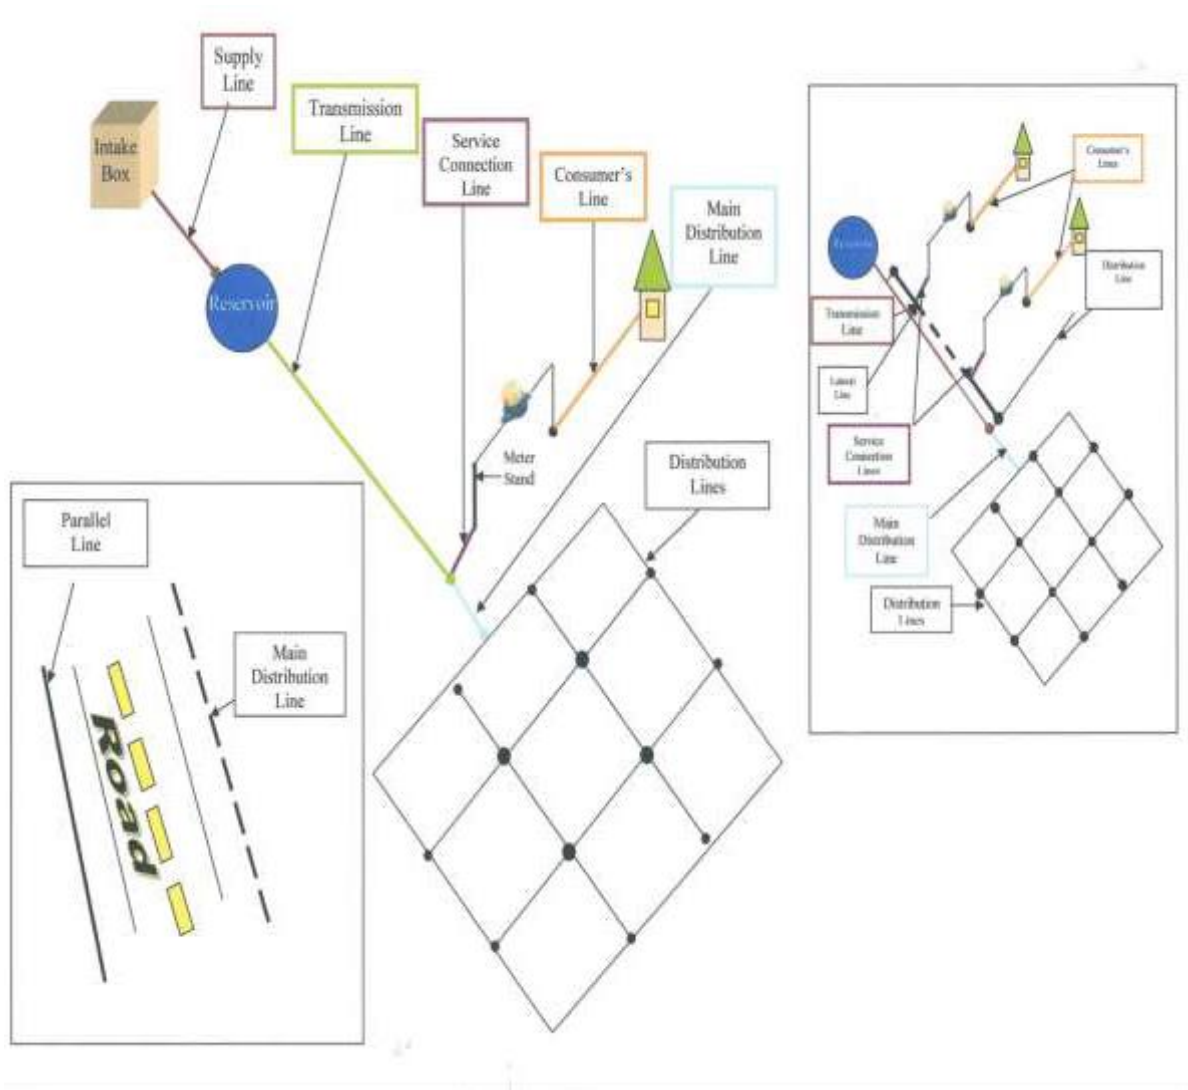 Supply
Line
Transmission
Line
Service
Connection
Line
Consumer's
Line
Main
Distribution
Line
Intake
Box
Reservoir
Meter
Stand
Distribution
Lines
Parallel
Line
Main
Distribution
Line
Road
Consumer's
Lines
Distribution
Line
Transmission
Line
Line
Service
Connection
Lines
Main
Distribution
Line
Distribution
Lines